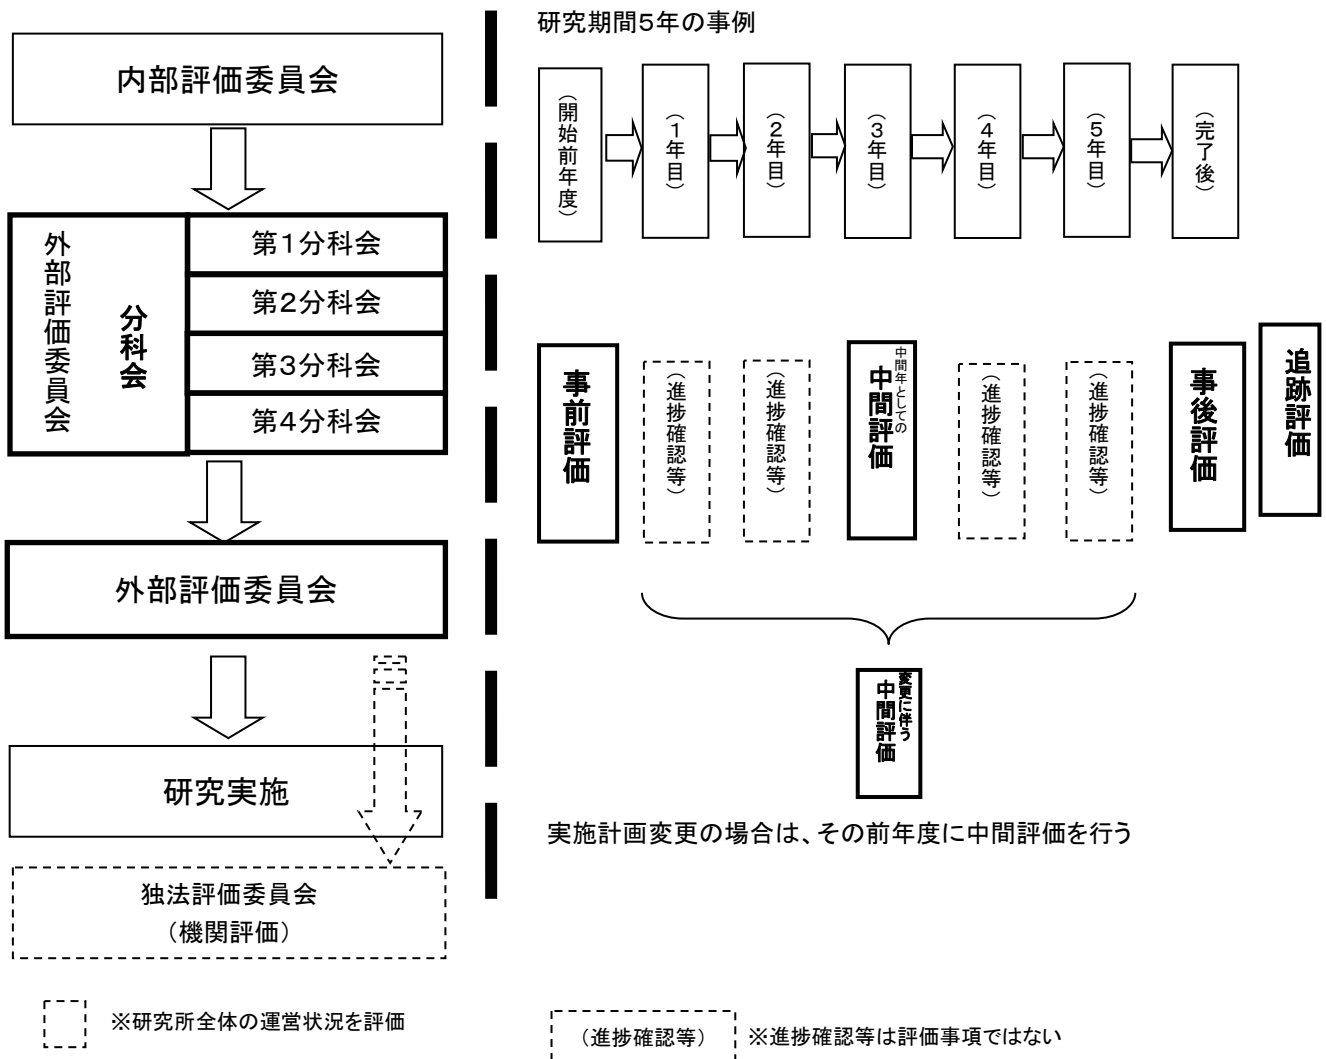 内部評価委員会
外部評価委員会
分科会
第1分科会
第2分科会
第3分科会
第4分科会
外部評価委員会
研究実施
独法評価委員会
（機関評価）
※研究所全体の運営状況を評価
研究期間5年の事例
（開始前年度）
（1年目）
（2年目）
（3年目）
（4年目）
（5年目）
（完了後）
事前評価
（進捗確認等）
（進捗確認等）
中間年としての
中間評価
（進捗確認等）
（進捗確認等）
事後評価
追跡評価
変更に伴う
中間評価
実施計画変更の場合は、その前年度に中間評価を行う
（進捗確認等）
※進捗確認等は評価事項ではない